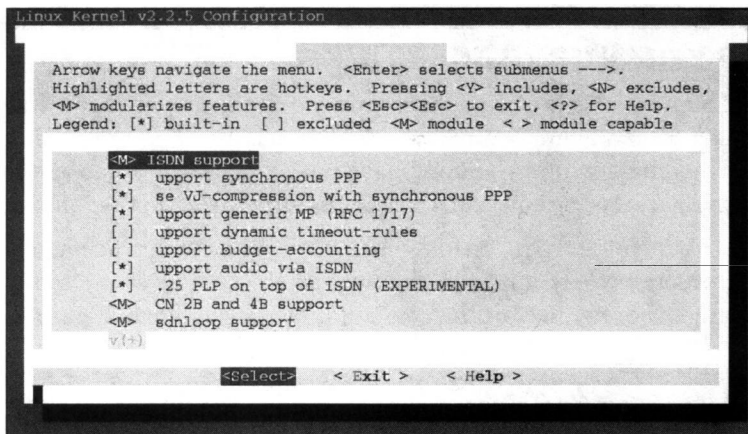 Linux Kernel v2.2.5 Configuration
Arrow keys navigate the menu. <Enter> selects submenus --->.
Highlighted letters are hotkeys. Pressing <Y> includes, <N> excludes,
<M> modularizes features. Press <Esc><Esc> to exit, <?> for Help.
Legend: [*] built-in [ ] excluded <M> module < > module capable
<M> ISDN support
[*] upport synchronous PPP
[*] se VJ-compression with synchronous PPP
[*] upport generic MP (RFC 1717)
[ ] upport dynamic timeout-rules
[ ] upport budget-accounting
[*] upport audio via ISDN
[*] .25 PLP on top of ISDN (EXPERIMENTAL)
<M> CN 2B and 4B support
<M> sdnloop support
v(+)
<Select> < Exit > < Help >